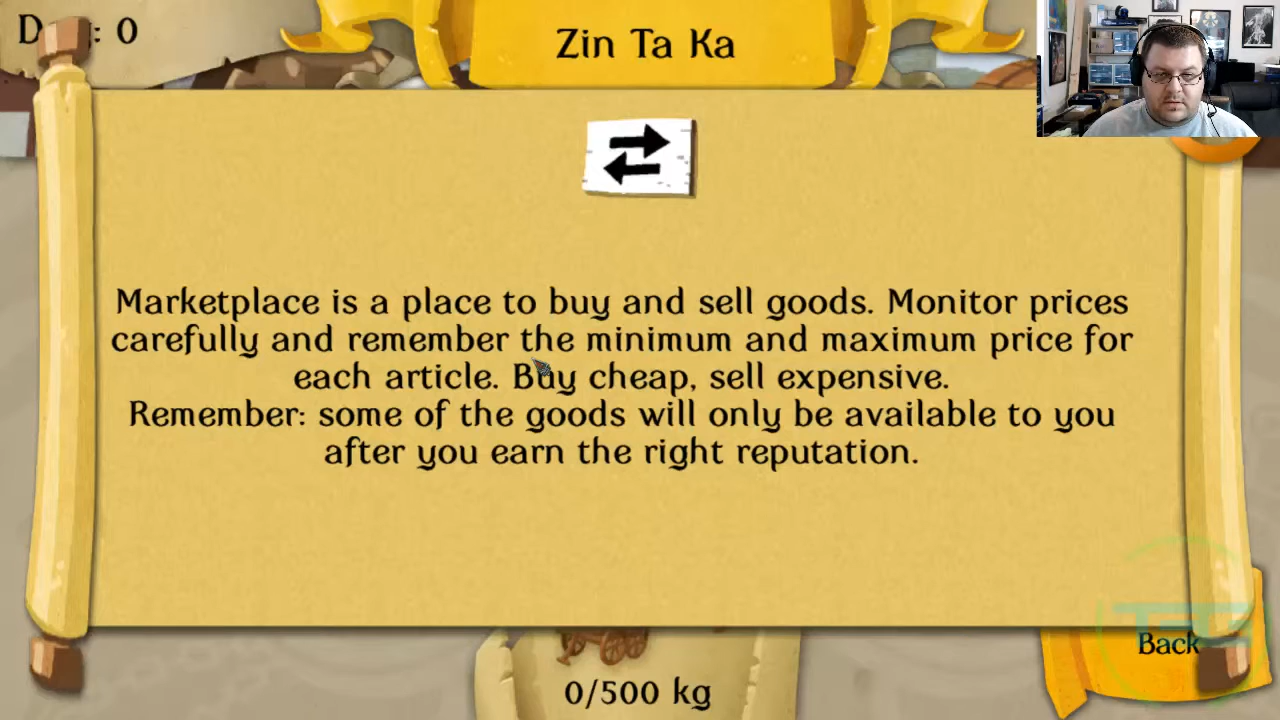 : 0
Zin Ta Ka
Marketplace is a place to buy and sell goods. Monitor prices
carefully and remember the minimum and maximum price for
each article. Buy cheap, sell expensive.
Remember: some of the goods will only be available to you
after you earn the right reputation.
Back
0/500 kg